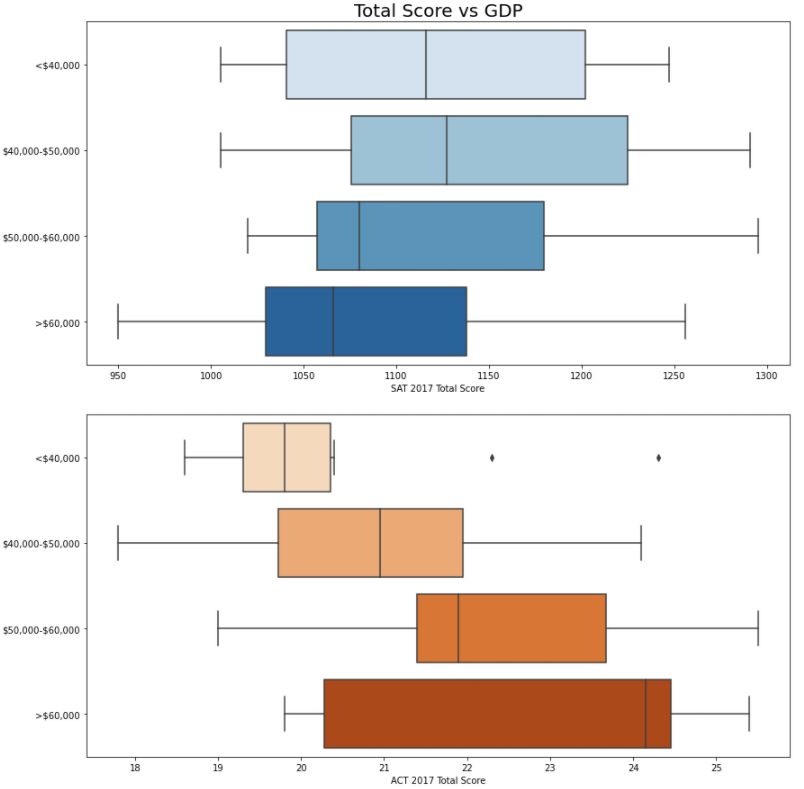 Total Score vs GDP
<$40,000
$40,000-$50,000
$50,000-$60,000
>$60,000
950 1000 1050 1100 1150 1200 1250 1300
SAT 2017 Total Score
<$40,000
$40,000-$50,000
$50,000-$60,000
>$60,000
18 19 20 21 22 23 24 25
ACT 2017 Total Score